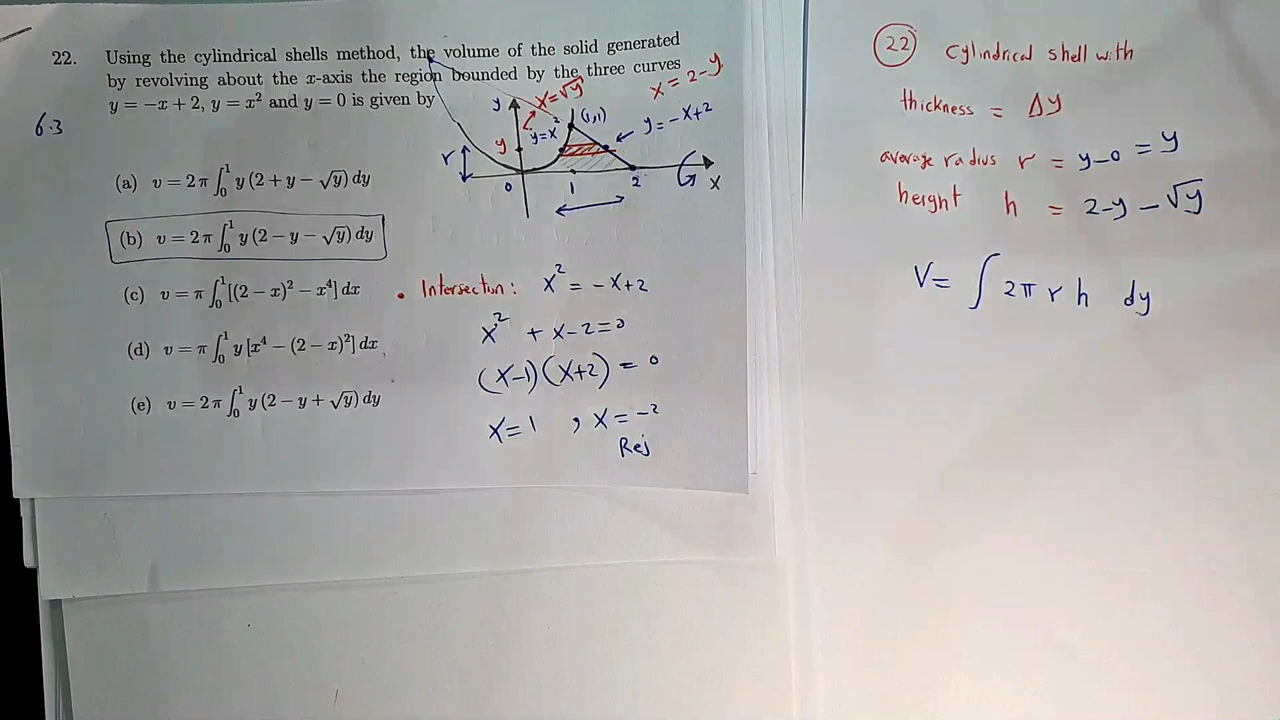 22. Using the cylindrical shells method, the volume of the solid generated
by revolving about the x-axis the region bounded by the three curves
y = −x + 2, y = x² and y = 0 is given by
6.3
(a) v = 2π ∫₀¹ y (2 + y − √y) dy
(b) v = 2π ∫₀¹ y (2 − y − √y) dy
(c) v = π ∫₀¹ [(2 − x)² − x⁴] dx
(d) v = π ∫₀¹ y [x⁴ − (2 − x)²] dx
(e) v = 2π ∫₀¹ y (2 − y + √y) dy
x = √y
x = 2-y
y
(1,1)
y = -x+2
y = x²
y
r
0
1
2
x
• Intersection: x² = -x+2
x² + x-2=0
(x-1)(x+2) = 0
x=1 , x=-2
Rej
22 Cylindrical shell with
thickness = Δy
average radius r = y-0 = y
height h = 2-y-√y
V= ∫ 2π r h dy